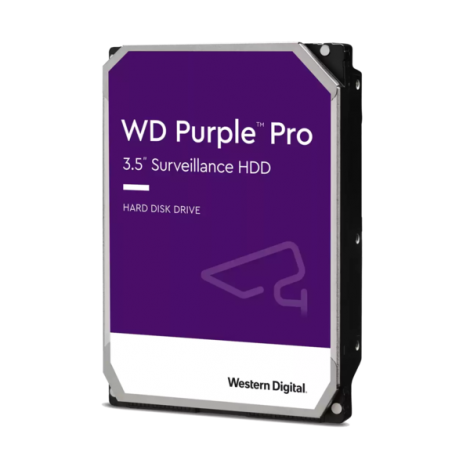 WD Purple™ Pro
3.5" Surveillance HDD
HARD DISK DRIVE
Western Digital.